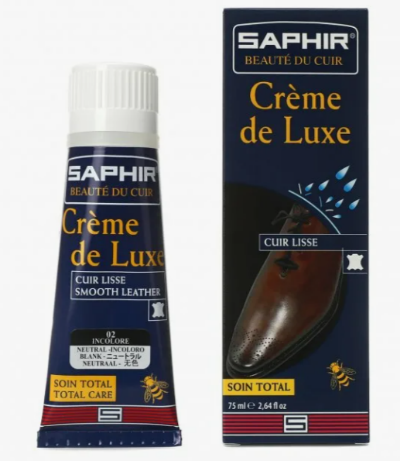 SAPHIR
BEAUTÉ DU CUIR
Crème
de Luxe
CUIR LISSE
SMOOTH LEATHER
02
INCOLORE
NEUTRAL-INCOLORO
BLANK-ニュートラル
NEUTRAAL - 无色
SOIN TOTAL
TOTAL CARE
S
SAPHIR®
BEAUTÉ DU CUIR
Crème
de Luxe
CUIR LISSE
SOIN TOTAL
75 ml e 2,64 fl oz
S